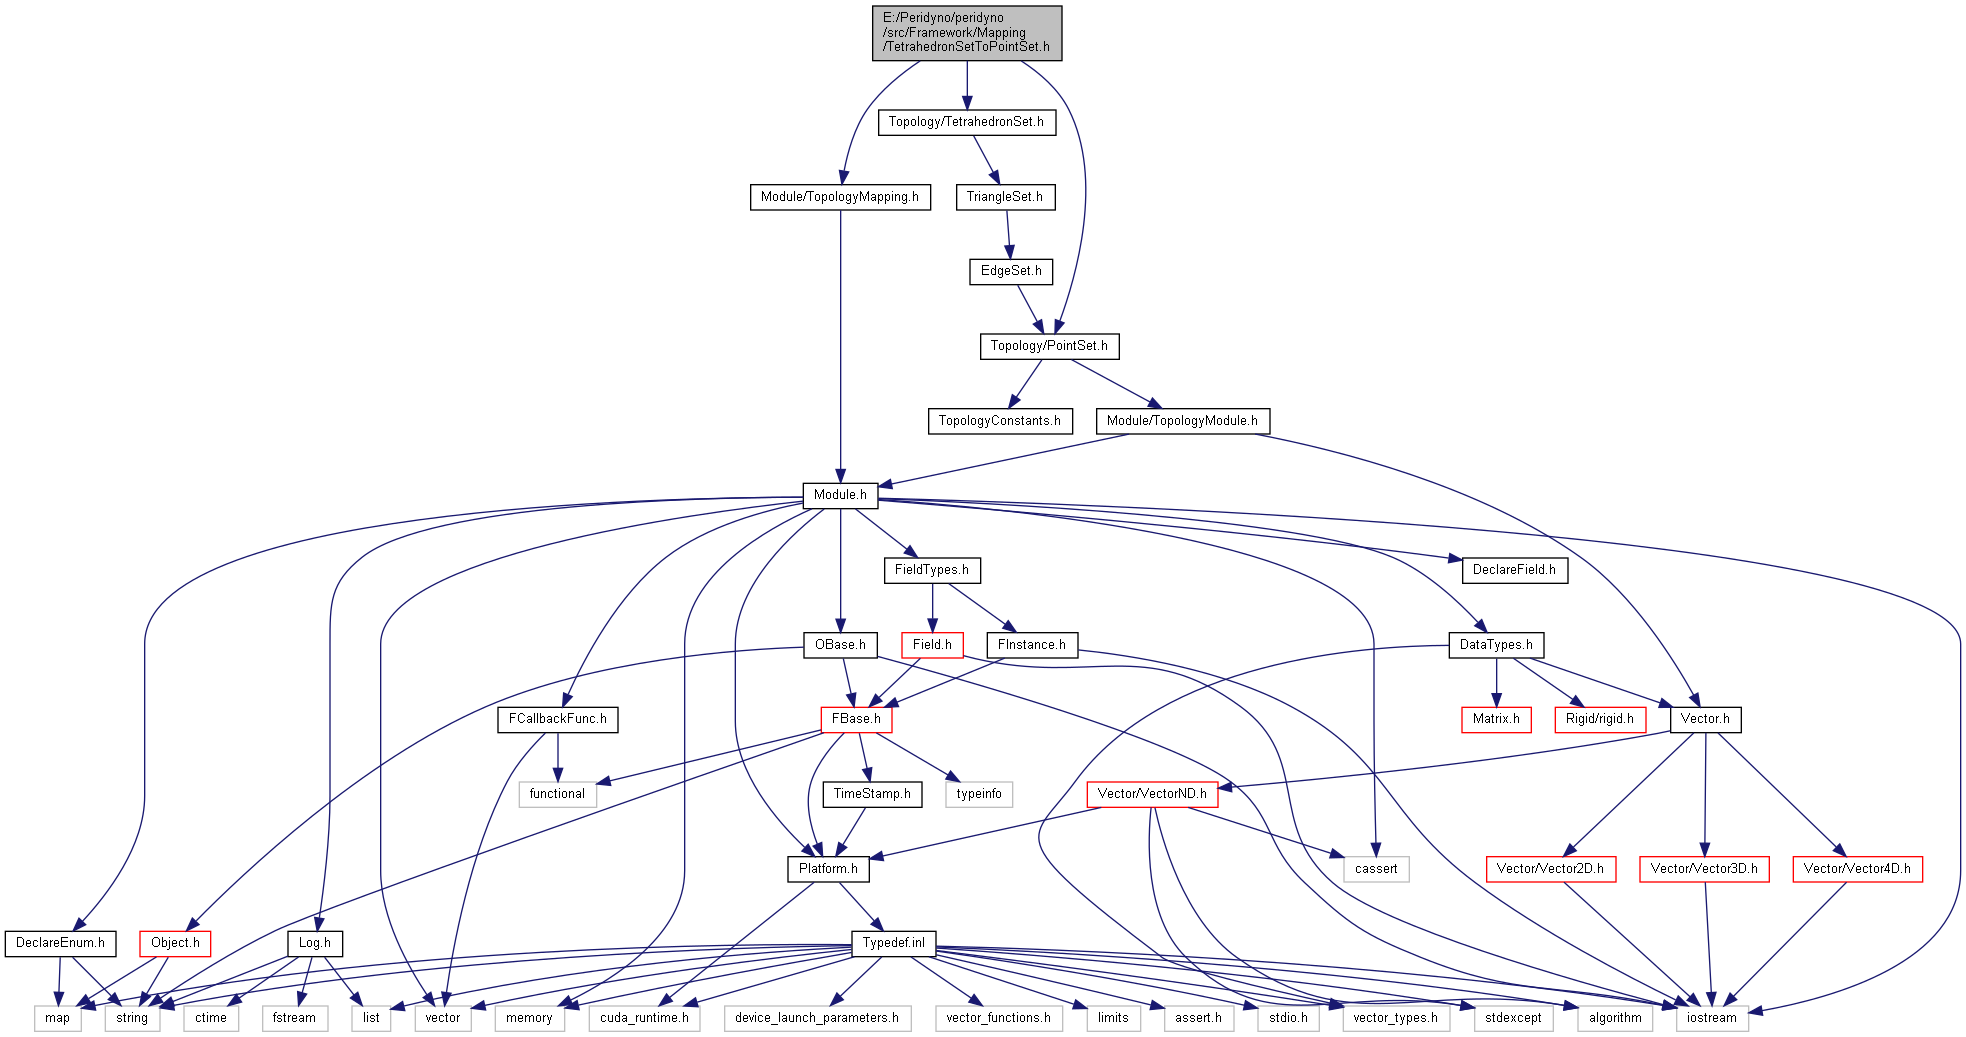 E:/Peridyno/peridyno
/src/Framework/Mapping
/TetrahedronSetToPointSet.h
Topology/TetrahedronSet.h
Module/TopologyMapping.h
TriangleSet.h
EdgeSet.h
Topology/PointSet.h
TopologyConstants.h
Module/TopologyModule.h
Module.h
FieldTypes.h
DeclareField.h
OBase.h
Field.h
FInstance.h
DataTypes.h
FCallbackFunc.h
FBase.h
Matrix.h
Rigid/rigid.h
Vector.h
functional
TimeStamp.h
typeinfo
Vector/VectorND.h
Platform.h
cassert
Vector/Vector2D.h
Vector/Vector3D.h
Vector/Vector4D.h
DeclareEnum.h
Object.h
Log.h
Typedef.inl
map
string
ctime
fstream
list
vector
memory
cuda_runtime.h
device_launch_parameters.h
vector_functions.h
limits
assert.h
stdio.h
vector_types.h
stdexcept
algorithm
iostream